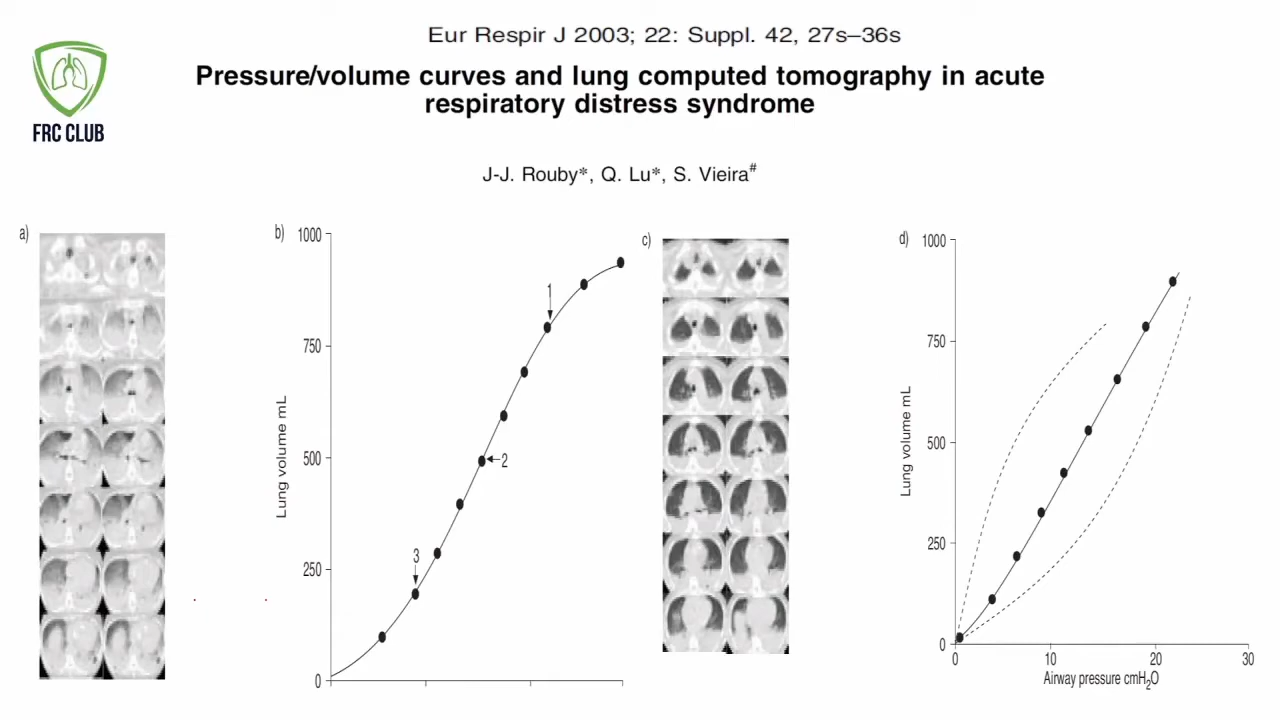 Eur Respir J 2003; 22: Suppl. 42, 27s–36s
Pressure/volume curves and lung computed tomography in acute
respiratory distress syndrome
FRC CLUB
J-J. Rouby*, Q. Lu*, S. Vieira#
a)
b)
1000
750
500
250
0
Lung volume mL
1
2
3
c)
d)
1000
750
500
250
0
Lung volume mL
0 10 20 30
Airway pressure cmH2O